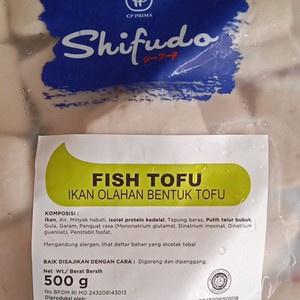 CP PRIMA
Shifudo
シーフード
FISH TOFU
IKAN OLAHAN BENTUK TOFU
KOMPOSISI :
Ikan, Air, Minyak nabati, Isolat protein kedelai, Tepung beras, Putih telur bubuk,
Gula, Garam, Penguat rasa (Mononatrium glutamat, Dinatrium inosinat, Dinatrium
guanilat), Penstabil fosfat.
Mengandung alergen, lihat daftar bahan yang dicetak tebal
BAIK DISAJIKAN DENGAN CARA : Digoreng dan dipanggang
Net Wt./ Berat Bersih
500 g
No BPOM RI MD 243208143013
Diproduksi oleh: